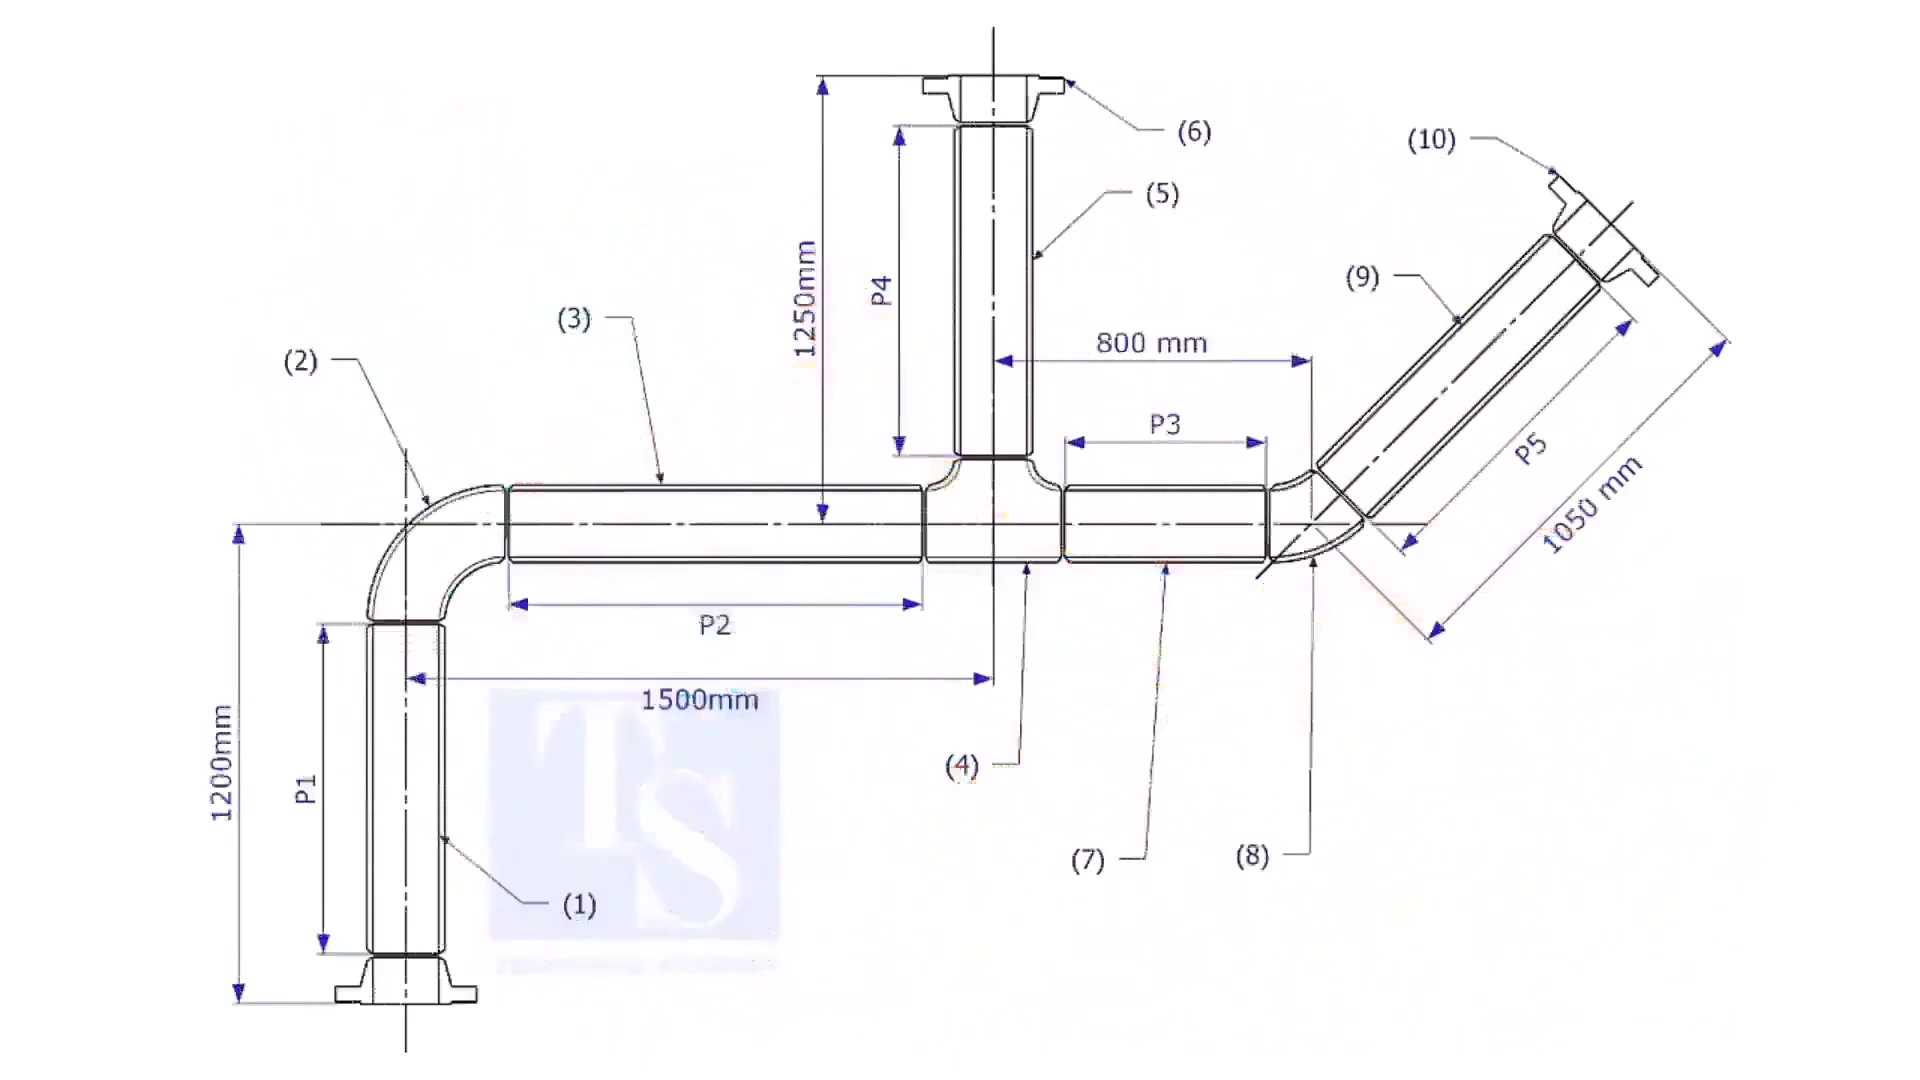 (6)
(10)
(5)
1250mm
P4
(9)
(3)
800 mm
(2)
P3
P5
1050 mm
P2
1500mm
TS
1200mm
P1
(4)
(7)
(8)
(1)